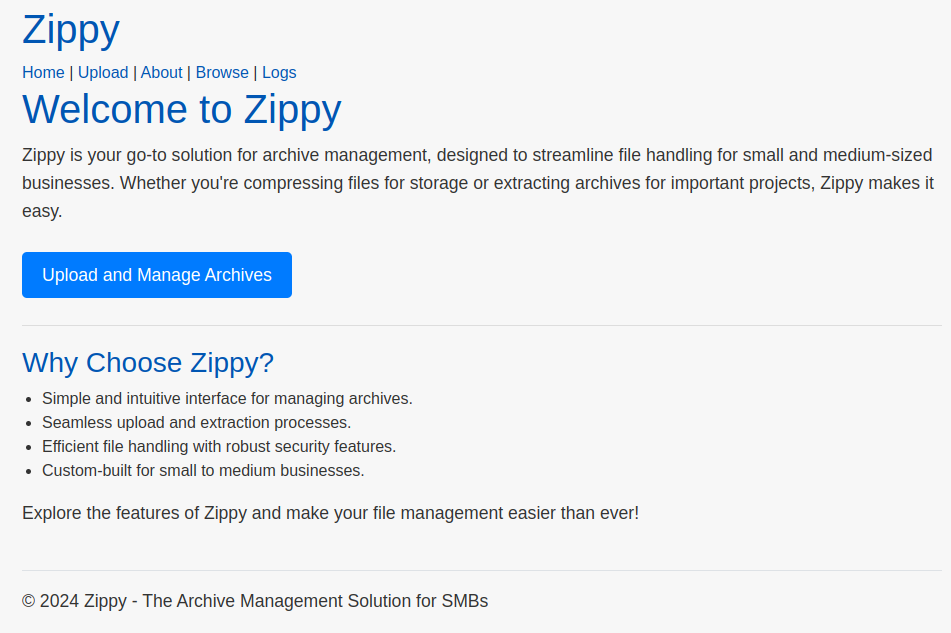 Zippy
Home | Upload | About | Browse | Logs
Welcome to Zippy
Zippy is your go-to solution for archive management, designed to streamline file handling for small and medium-sized
businesses. Whether you're compressing files for storage or extracting archives for important projects, Zippy makes it
easy.
Upload and Manage Archives
Why Choose Zippy?
• Simple and intuitive interface for managing archives.
• Seamless upload and extraction processes.
• Efficient file handling with robust security features.
• Custom-built for small to medium businesses.
Explore the features of Zippy and make your file management easier than ever!
© 2024 Zippy - The Archive Management Solution for SMBs